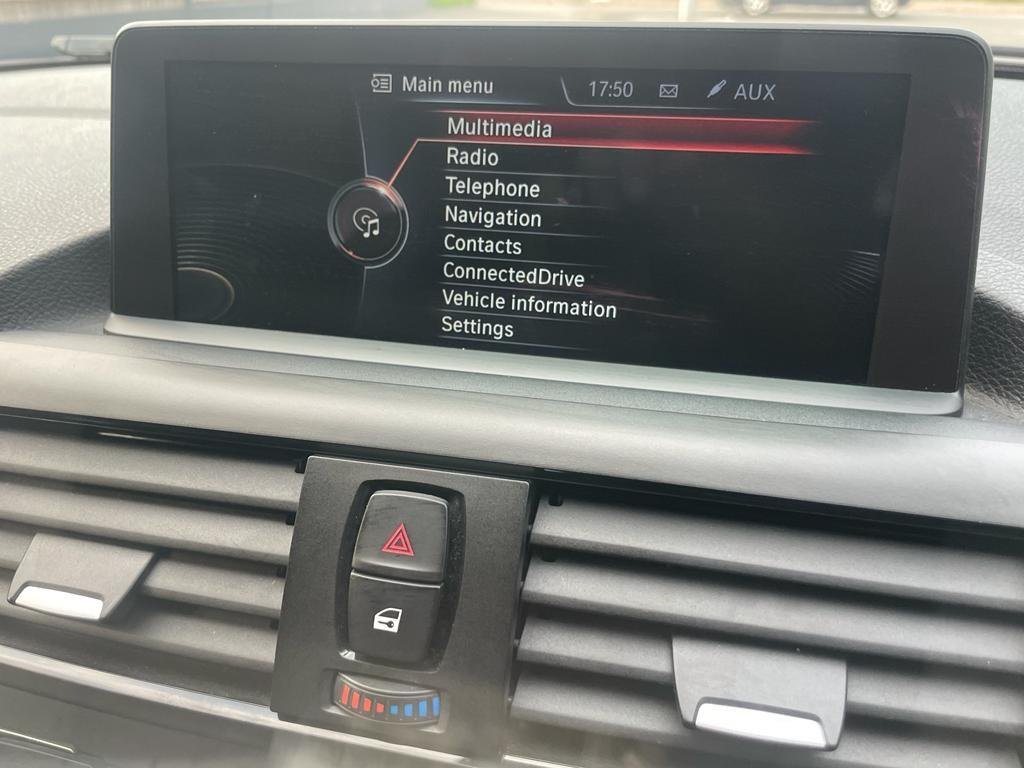 Main menu
17:50
AUX
Multimedia
Radio
Telephone
Navigation
Contacts
ConnectedDrive
Vehicle information
Settings